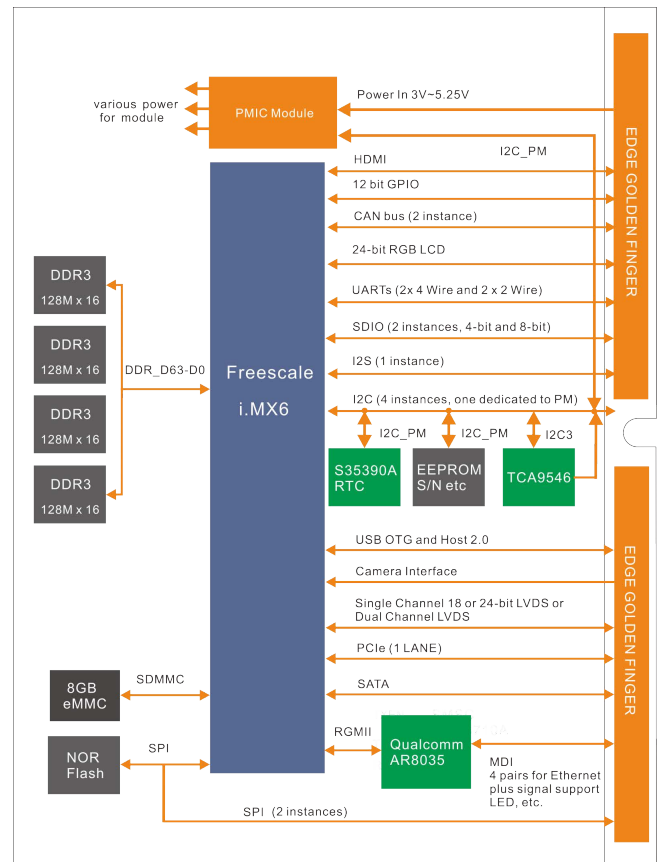 various power
for module
PMIC Module
Power In 3V~5.25V
I2C_PM
HDMI
12 bit GPIO
CAN bus (2 instance)
24-bit RGB LCD
UARTs (2x 4 Wire and 2 x 2 Wire)
SDIO (2 instances, 4-bit and 8-bit)
I2S (1 instance)
I2C (4 instances, one dedicated to PM)
EDGE GOLDEN FINGER
DDR3
128M x 16
DDR3
128M x 16
DDR3
128M x 16
DDR3
128M x 16
DDR_D63-D0
Freescale
i.MX6
I2C_PM
I2C_PM
I2C3
S35390A
RTC
EEPROM
S/N etc
TCA9546
USB OTG and Host 2.0
Camera Interface
Single Channel 18 or 24-bit LVDS or
Dual Channel LVDS
PCIe (1 LANE)
SATA
EDGE GOLDEN FINGER
8GB
eMMC
SDMMC
NOR
Flash
SPI
RGMII
Qualcomm
AR8035
MDI
4 pairs for Ethernet
plus signal support
LED, etc.
SPI (2 instances)